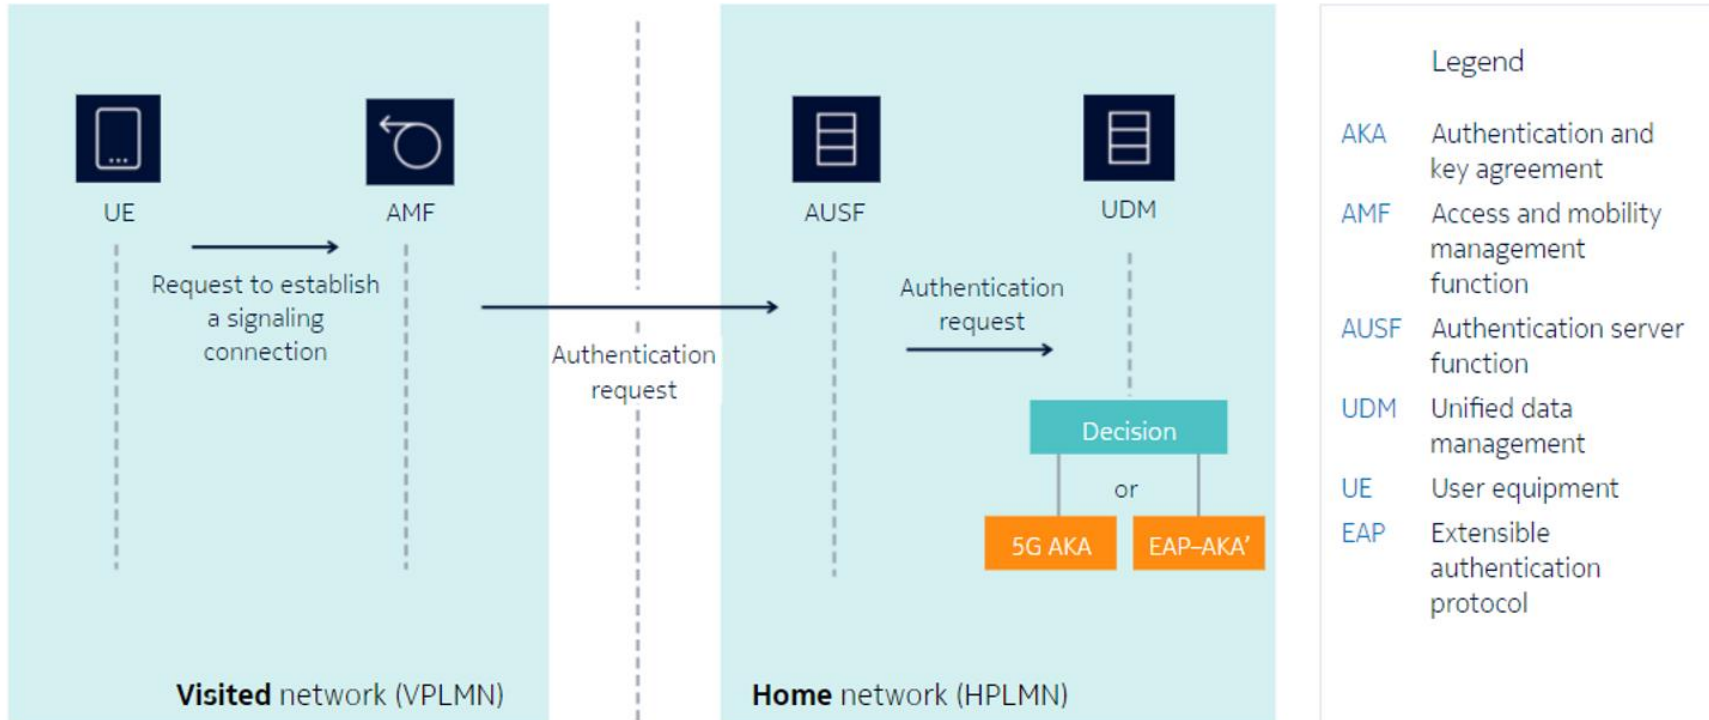 UE
AMF
Request to establish
a signaling
connection
Authentication
request
AUSF
UDM
Authentication
request
Decision
or
5G AKA
EAP–AKA’
Visited network (VPLMN)
Home network (HPLMN)
Legend
AKA Authentication and
key agreement
AMF Access and mobility
management
function
AUSF Authentication server
function
UDM Unified data
management
UE User equipment
EAP Extensible
authentication
protocol